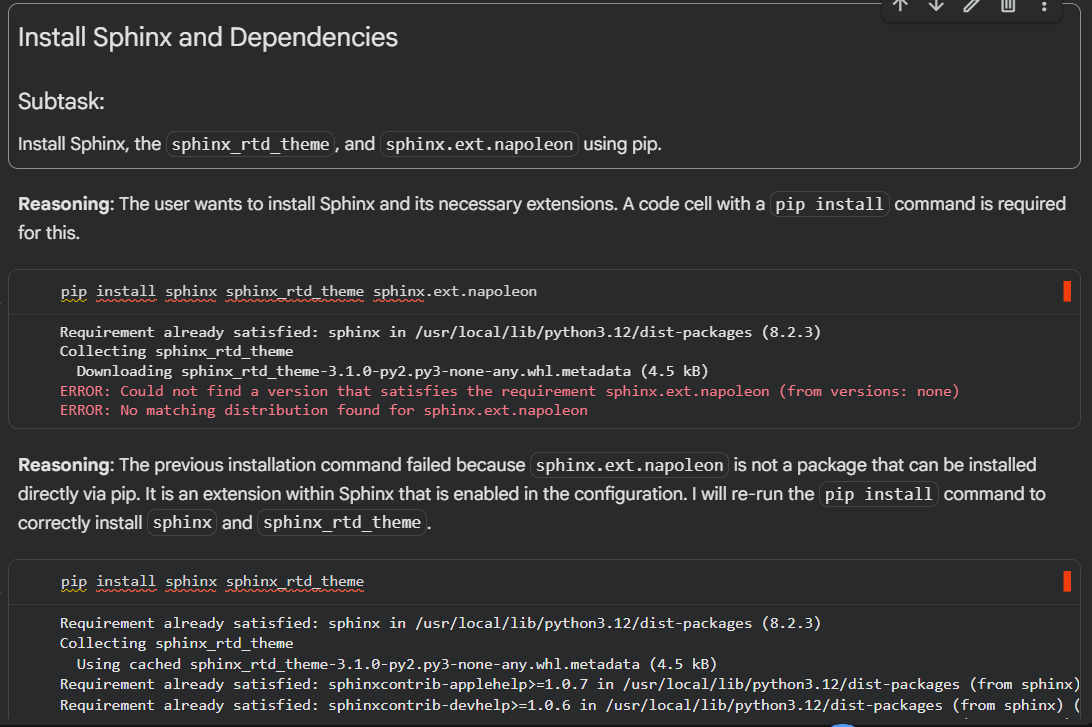 Install Sphinx and Dependencies
Subtask:
Install Sphinx, the sphinx_rtd_theme, and sphinx.ext.napoleon using pip.
Reasoning: The user wants to install Sphinx and its necessary extensions. A code cell with a pip install command is required
for this.
pip install sphinx sphinx_rtd_theme sphinx.ext.napoleon
Requirement already satisfied: sphinx in /usr/local/lib/python3.12/dist-packages (8.2.3)
Collecting sphinx_rtd_theme
  Downloading sphinx_rtd_theme-3.1.0-py2.py3-none-any.whl.metadata (4.5 kB)
ERROR: Could not find a version that satisfies the requirement sphinx.ext.napoleon (from versions: none)
ERROR: No matching distribution found for sphinx.ext.napoleon
Reasoning: The previous installation command failed because sphinx.ext.napoleon is not a package that can be installed
directly via pip. It is an extension within Sphinx that is enabled in the configuration. I will re-run the pip install command to
correctly install sphinx and sphinx_rtd_theme.
pip install sphinx sphinx_rtd_theme
Requirement already satisfied: sphinx in /usr/local/lib/python3.12/dist-packages (8.2.3)
Collecting sphinx_rtd_theme
  Using cached sphinx_rtd_theme-3.1.0-py2.py3-none-any.whl.metadata (4.5 kB)
Requirement already satisfied: sphinxcontrib-applehelp>=1.0.7 in /usr/local/lib/python3.12/dist-packages (from sphinx)
Requirement already satisfied: sphinxcontrib-devhelp>=1.0.6 in /usr/local/lib/python3.12/dist-packages (from sphinx) (